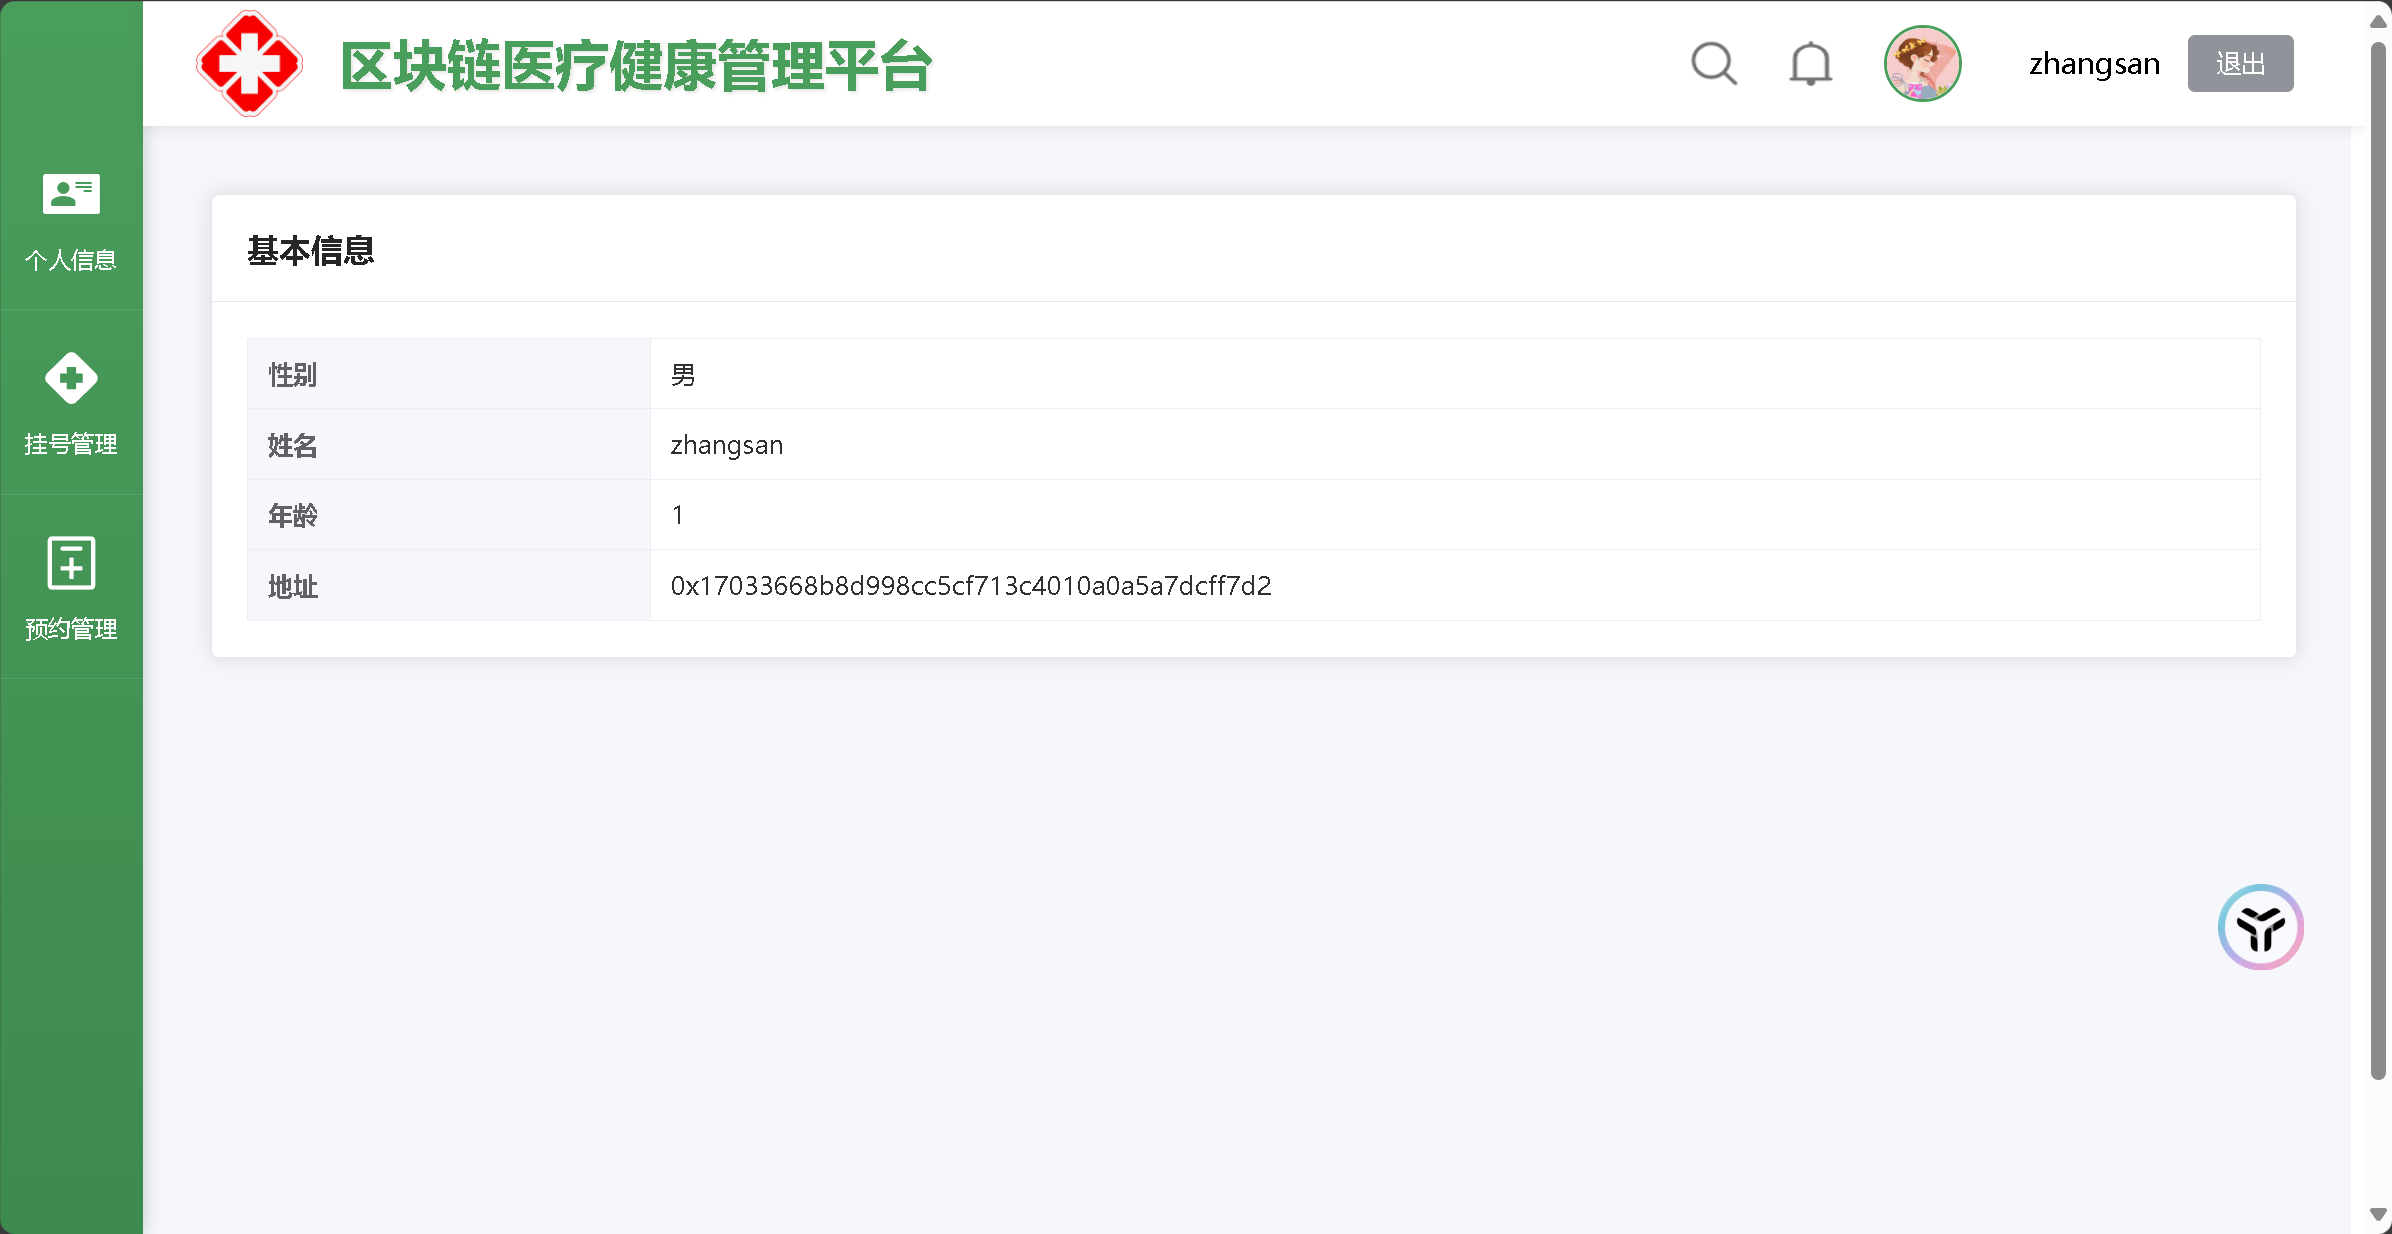 区块链医疗健康管理平台
zhangsan
退出
个人信息
挂号管理
预约管理
基本信息
性别 男
姓名 zhangsan
年龄 1
地址 0x17033668b8d998cc5cf713c4010a0a5a7dcff7d2